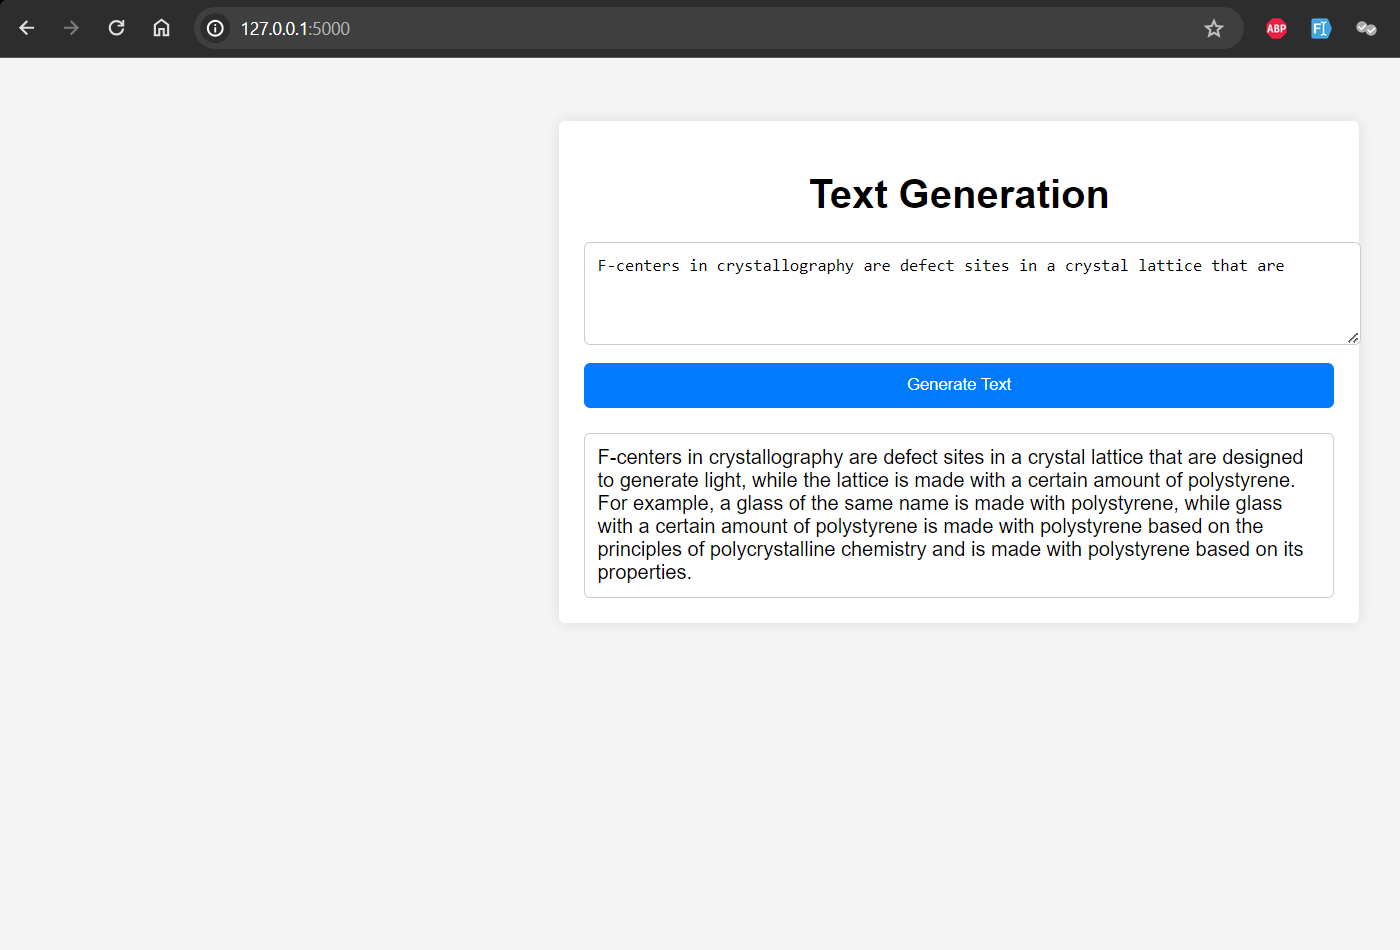 127.0.0.1:5000
ABP
F
Text Generation
F-centers in crystallography are defect sites in a crystal lattice that are
Generate Text
F-centers in crystallography are defect sites in a crystal lattice that are designed
to generate light, while the lattice is made with a certain amount of polystyrene.
For example, a glass of the same name is made with polystyrene, while glass
with a certain amount of polystyrene is made with polystyrene based on the
principles of polycrystalline chemistry and is made with polystyrene based on its
properties.